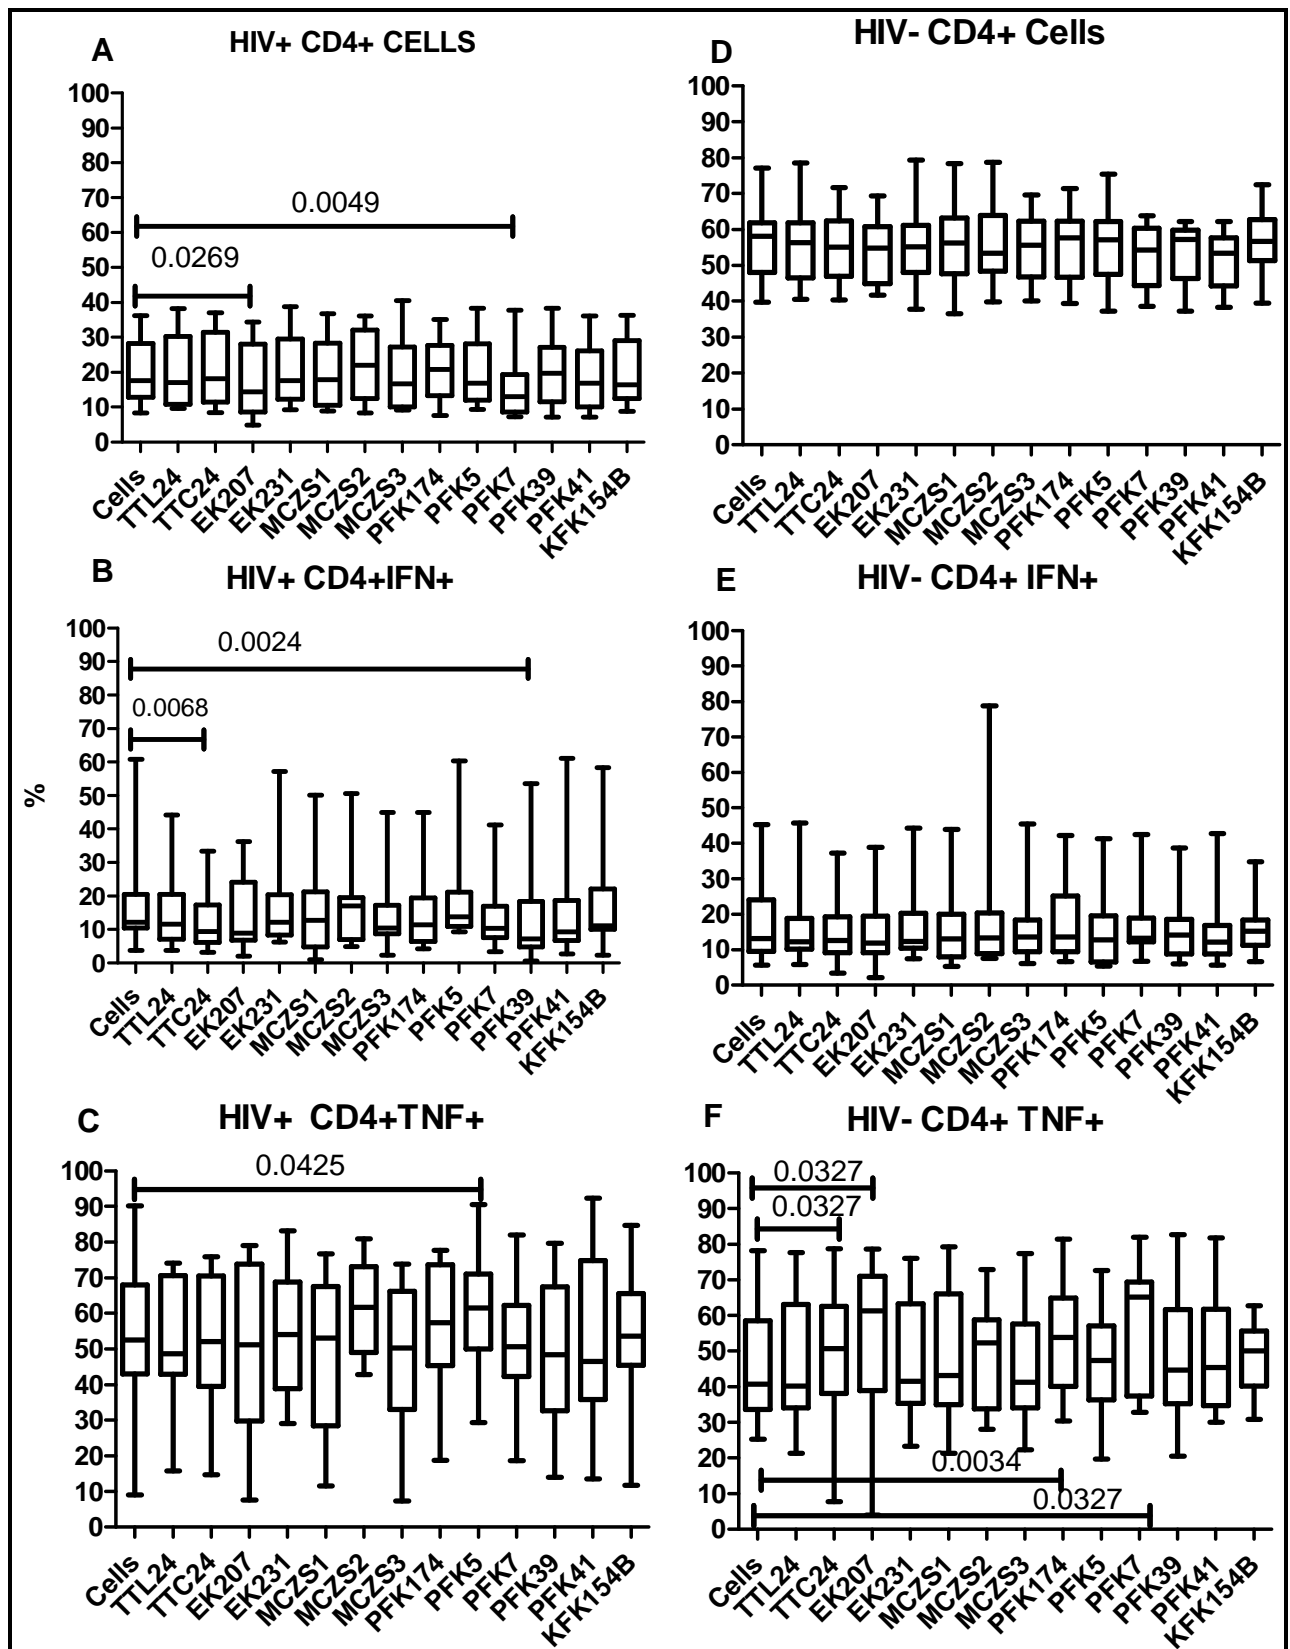 A
HIV+ CD4+ CELLS
100
90
80
70
60
50
40
30
20
10
0
0.0049
0.0269
Cells
TTL24
TTC24
EK207
EK231
MCZS1
MCZS2
MCZS3
PFK174
PFK5
PFK7
PFK39
PFK41
KFK154B
D
HIV- CD4+ Cells
100
90
80
70
60
50
40
30
20
10
0
Cells
TTL24
TTC24
EK207
EK231
MCZS1
MCZS2
MCZS3
PFK174
PFK5
PFK7
PFK39
PFK41
KFK154B
B
HIV+ CD4+IFN+
%
100
90
80
70
60
50
40
30
20
10
0
0.0024
0.0068
Cells
TTL24
TTC24
EK207
EK231
MCZS1
MCZS2
MCZS3
PFK174
PFK5
PFK7
PFK39
PFK41
KFK154B
E
HIV- CD4+ IFN+
100
90
80
70
60
50
40
30
20
10
0
Cells
TTL24
TTC24
EK207
EK231
MCZS1
MCZS2
MCZS3
PFK174
PFK5
PFK7
PFK39
PFK41
KFK154B
C
HIV+ CD4+TNF+
100
90
80
70
60
50
40
30
20
10
0
0.0425
Cells
TTL24
TTC24
EK207
EK231
MCZS1
MCZS2
MCZS3
PFK174
PFK5
PFK7
PFK39
PFK41
KFK154B
F
HIV- CD4+ TNF+
100
90
80
70
60
50
40
30
20
10
0
0.0327
0.0327
0.0034
0.0327
Cells
TTL24
TTC24
EK207
EK231
MCZS1
MCZS2
MCZS3
PFK174
PFK5
PFK7
PFK39
PFK41
KFK154B